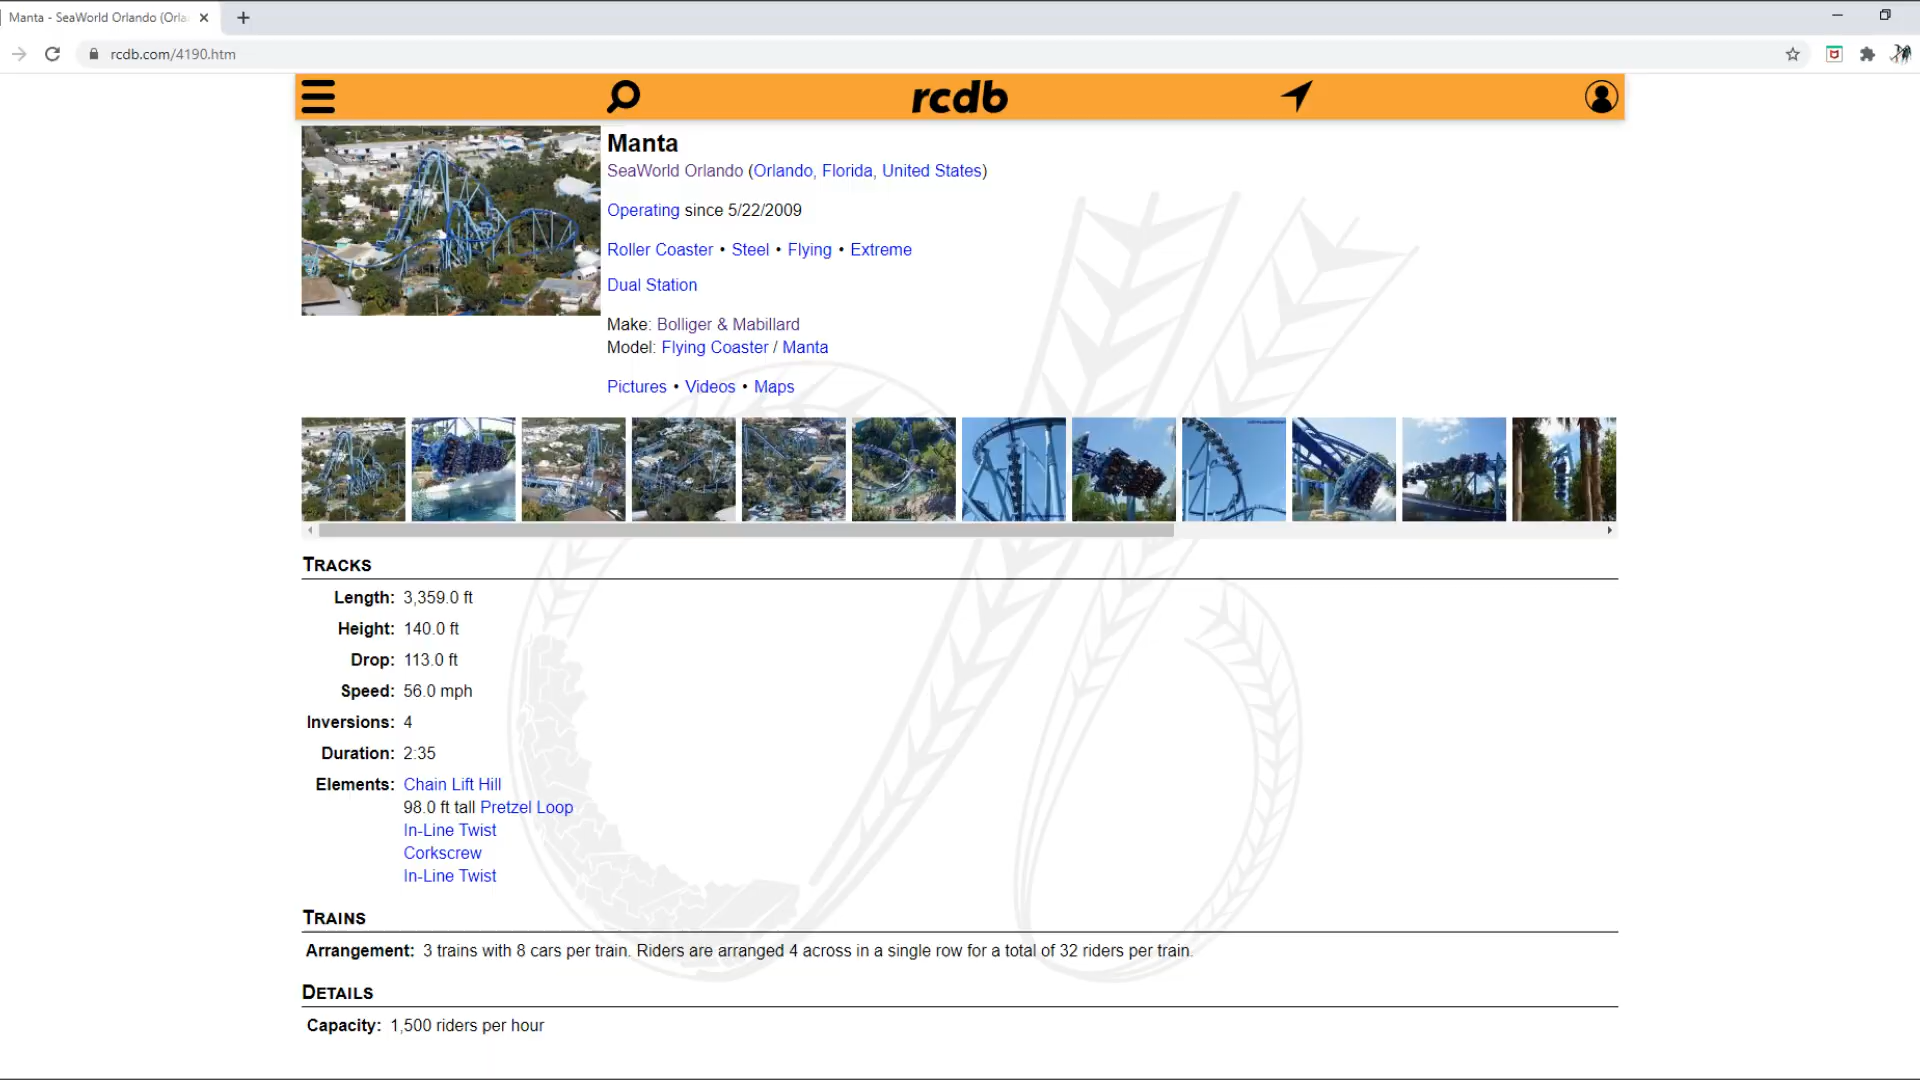 Manta - SeaWorld Orlando (Orla
rcdb.com/4190.htm
rcdb
Manta
SeaWorld Orlando (Orlando, Florida, United States)
Operating since 5/22/2009
Roller Coaster • Steel • Flying • Extreme
Dual Station
Make: Bolliger & Mabillard
Model: Flying Coaster / Manta
Pictures • Videos • Maps
TRACKS
Length: 3,359.0 ft
Height: 140.0 ft
Drop: 113.0 ft
Speed: 56.0 mph
Inversions: 4
Duration: 2:35
Elements: Chain Lift Hill
98.0 ft tall Pretzel Loop
In-Line Twist
Corkscrew
In-Line Twist
TRAINS
Arrangement: 3 trains with 8 cars per train. Riders are arranged 4 across in a single row for a total of 32 riders per train.
DETAILS
Capacity: 1,500 riders per hour